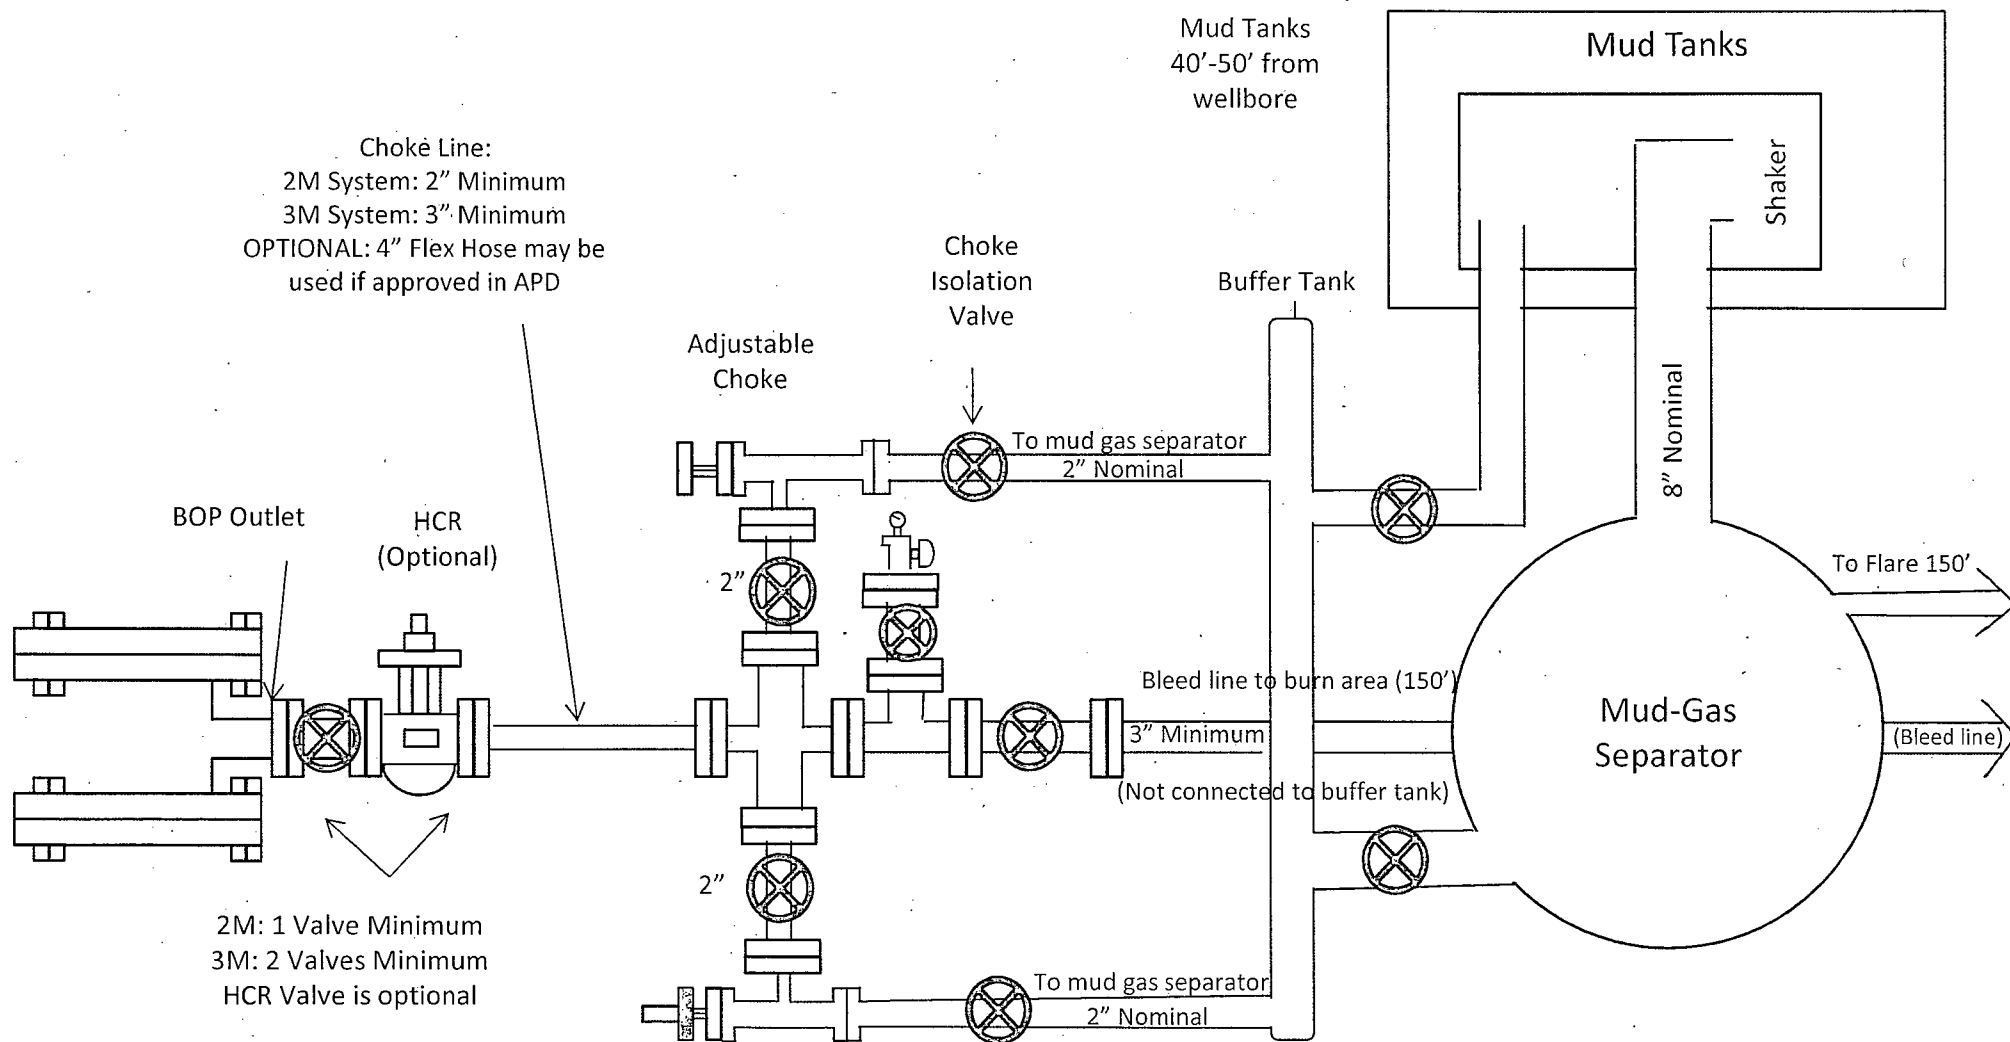 Mud Tanks
40’-50’ from
wellbore
Mud Tanks
Shaker
Choke Line:
2M System: 2” Minimum
3M System: 3” Minimum
OPTIONAL: 4” Flex Hose may be
used if approved in APD
Choke
Isolation
Valve
Buffer Tank
Adjustable
Choke
8” Nominal
To mud gas separator
2” Nominal
BOP Outlet
HCR
(Optional)
2”
To Flare 150’
Bleed line to burn area (150’)
3” Minimum
(Not connected to buffer tank)
Mud-Gas
Separator
(Bleed line)
2”
2M: 1 Valve Minimum
3M: 2 Valves Minimum
HCR Valve is optional
To mud gas separator
2” Nominal